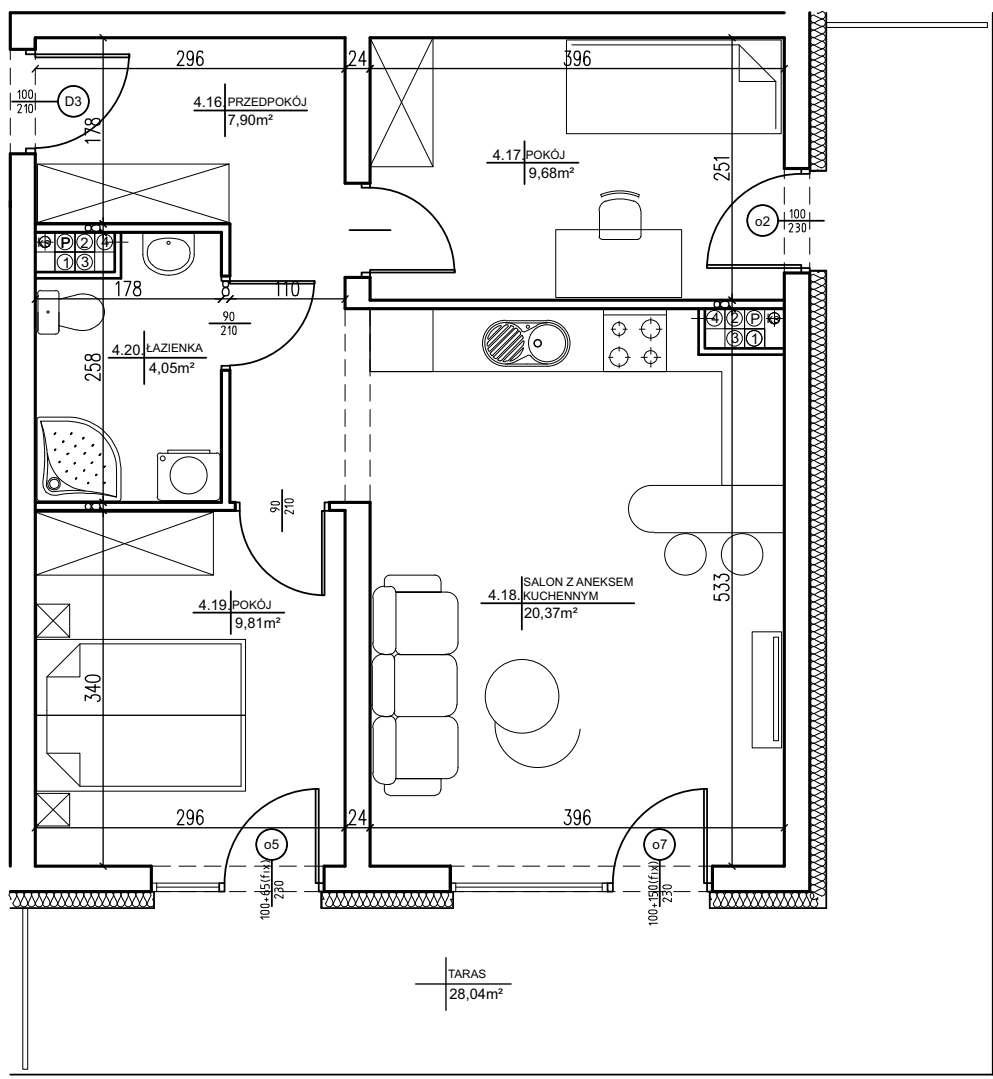 296
24
396
100
210
D3
178
4.16.
PRZEDPOKÓJ
7,90m²
4.17.
POKÓJ
9,68m²
251
o2
100
230
P
2
4
1
3
178
110
90
210
4.20.
ŁAZIENKA
4,05m²
258
4
2
P
3
1
90
210
4.18.
SALON Z ANEKSEM
KUCHENNYM
20,37m²
533
4.19.
POKÓJ
9,81m²
340
296
24
396
o5
100+65(fix)
230
o7
100+150(fix)
230
TARAS
28,04m²